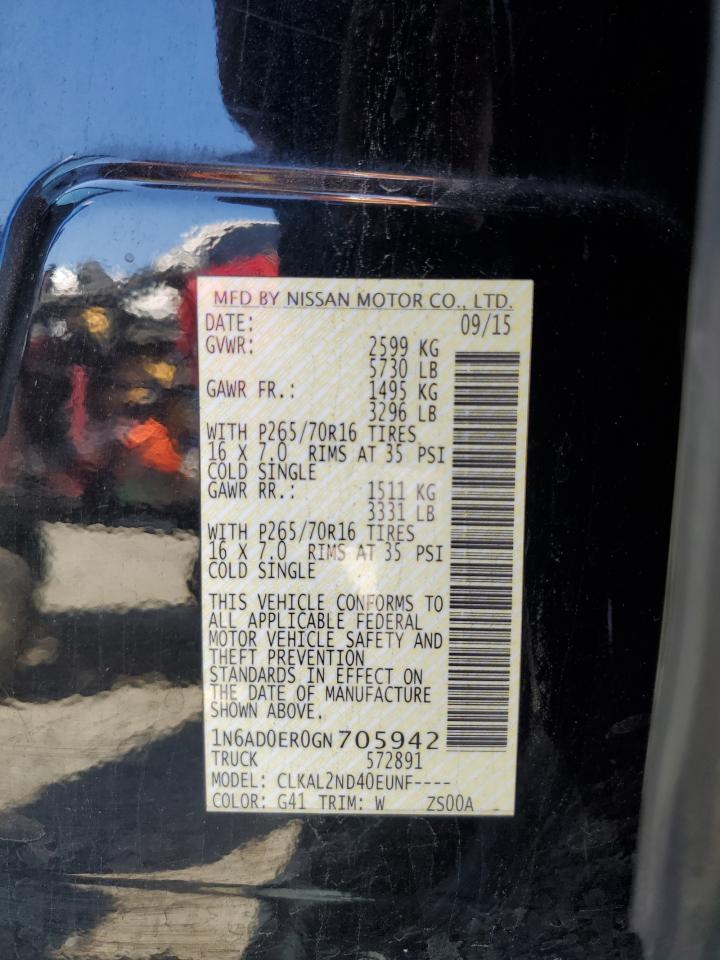 MFD BY NISSAN MOTOR CO., LTD.
DATE: 09/15
GVWR: 2599 KG
5730 LB
GAWR FR.: 1495 KG
3296 LB
WITH P265/70R16 TIRES
16 X 7.0 RIMS AT 35 PSI
COLD SINGLE
GAWR RR.: 1511 KG
3331 LB
WITH P265/70R16 TIRES
16 X 7.0 RIMS AT 35 PSI
COLD SINGLE
THIS VEHICLE CONFORMS TO
ALL APPLICABLE FEDERAL
MOTOR VEHICLE SAFETY AND
THEFT PREVENTION
STANDARDS IN EFFECT ON
THE DATE OF MANUFACTURE
SHOWN ABOVE.
1N6AD0ER0GN705942
TRUCK 572891
MODEL: CLKAL2ND40EUNF----
COLOR: G41 TRIM: W ZS00A -